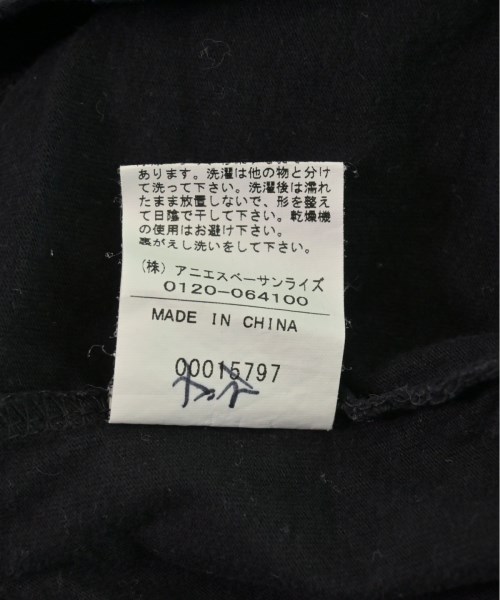 あります。洗濯は他の物と分け
て洗って下さい。洗濯後は濡れ
たまま放置しないで、形を整え
て日陰で干して下さい。乾燥機
の使用はお避け下さい。
裏がえし洗いをして下さい。
(株) アニエスベーサンライズ
0120-064100
MADE IN CHINA
00015797